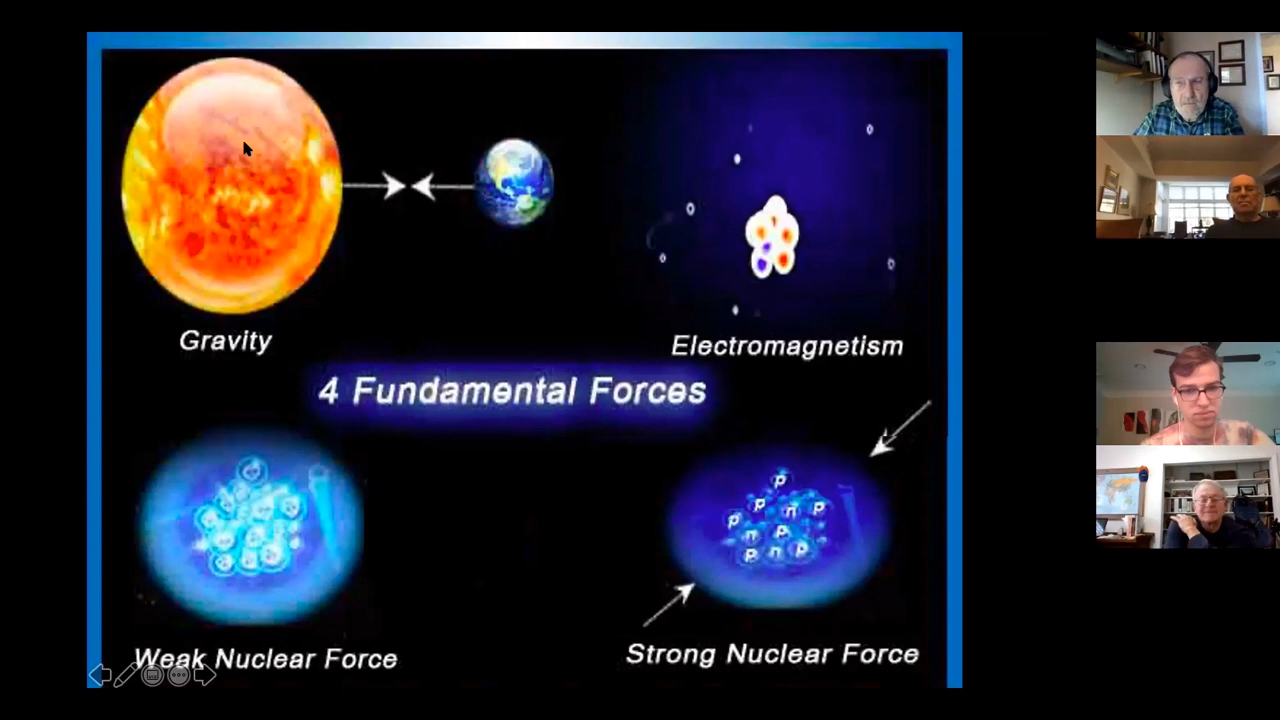 Gravity
Electromagnetism
4 Fundamental Forces
p
p
n
p
p
n
p
p
n
p
Weak Nuclear Force
Strong Nuclear Force